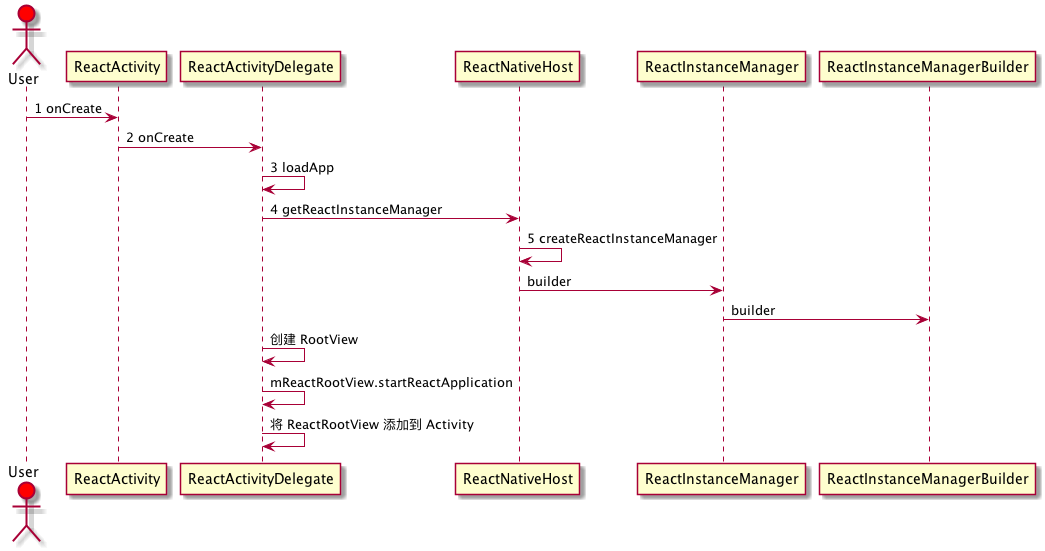 User
ReactActivity
ReactActivityDelegate
ReactNativeHost
ReactInstanceManager
ReactInstanceManagerBuilder
1 onCreate
2 onCreate
3 loadApp
4 getReactInstanceManager
5 createReactInstanceManager
builder
builder
创建 RootView
mReactRootView.startReactApplication
将 ReactRootView 添加到 Activity
User
ReactActivity
ReactActivityDelegate
ReactNativeHost
ReactInstanceManager
ReactInstanceManagerBuilder